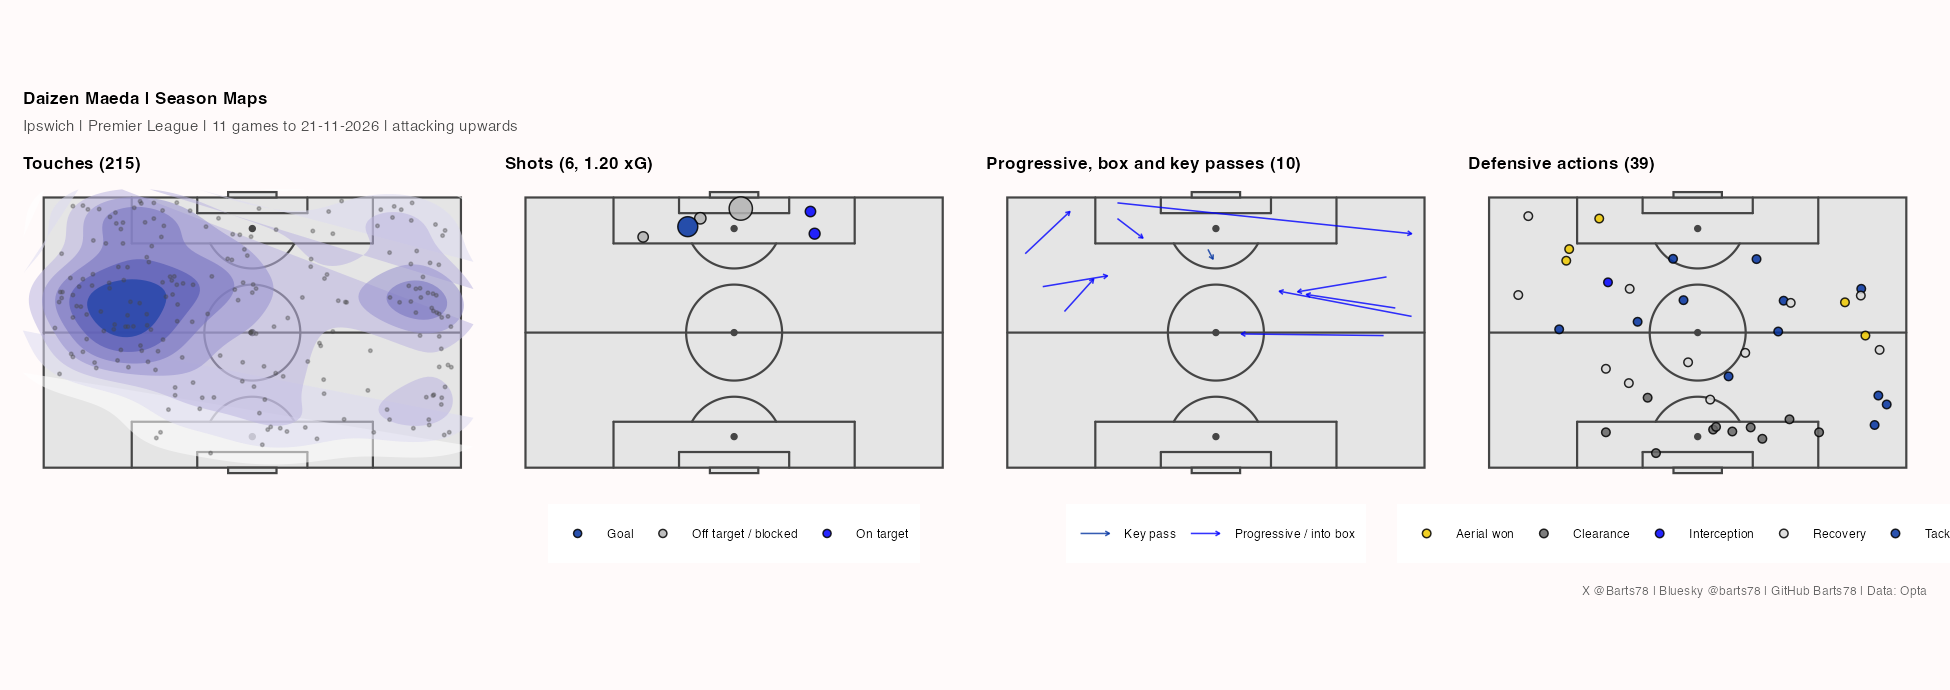 Daizen Maeda | Season Maps
Ipswich | Premier League | 11 games to 21-11-2026 | attacking upwards
Touches (215)
Shots (6, 1.20 xG)
Progressive, box and key passes (10)
Defensive actions (39)
Goal
Off target / blocked
On target
Key pass
Progressive / into box
Aerial won
Clearance
Interception
Recovery
Tack
X @Barts78 | Bluesky @barts78 | GitHub Barts78 | Data: Opta